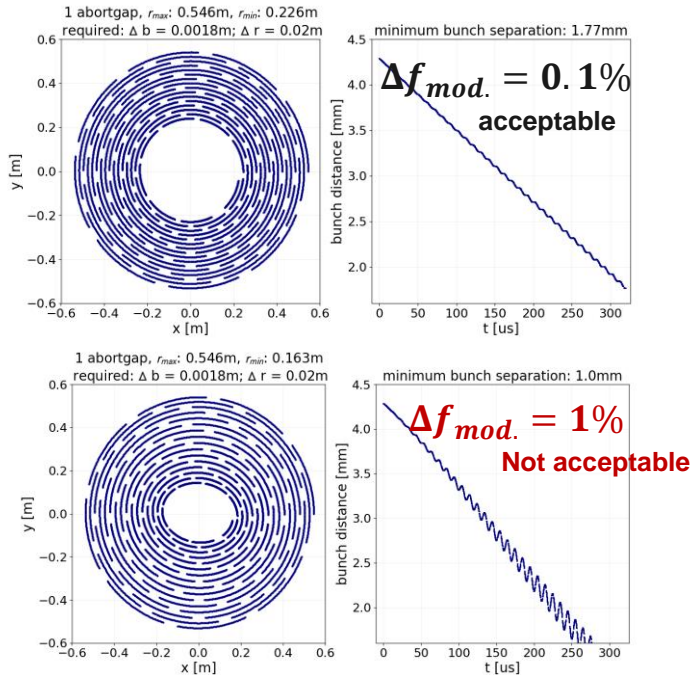 1 abortgap, r_max: 0.546m, r_min: 0.226m
required: Δ b = 0.0018m; Δ r = 0.02m
0.6
0.4
0.2
0.0
−0.2
−0.4
−0.6
y [m]
−0.6 −0.4 −0.2 0.0 0.2 0.4 0.6
x [m]
minimum bunch separation: 1.77mm
Δf_mod. = 0.1%
acceptable
4.5
4.0
3.5
3.0
2.5
2.0
bunch distance [mm]
0 50 100 150 200 250 300
t [us]
1 abortgap, r_max: 0.546m, r_min: 0.163m
required: Δ b = 0.0018m; Δ r = 0.02m
0.6
0.4
0.2
0.0
−0.2
−0.4
−0.6
y [m]
−0.6 −0.4 −0.2 0.0 0.2 0.4 0.6
x [m]
minimum bunch separation: 1.0mm
Δf_mod. = 1%
Not acceptable
4.5
4.0
3.5
3.0
2.5
2.0
bunch distance [mm]
0 50 100 150 200 250 300
t [us]